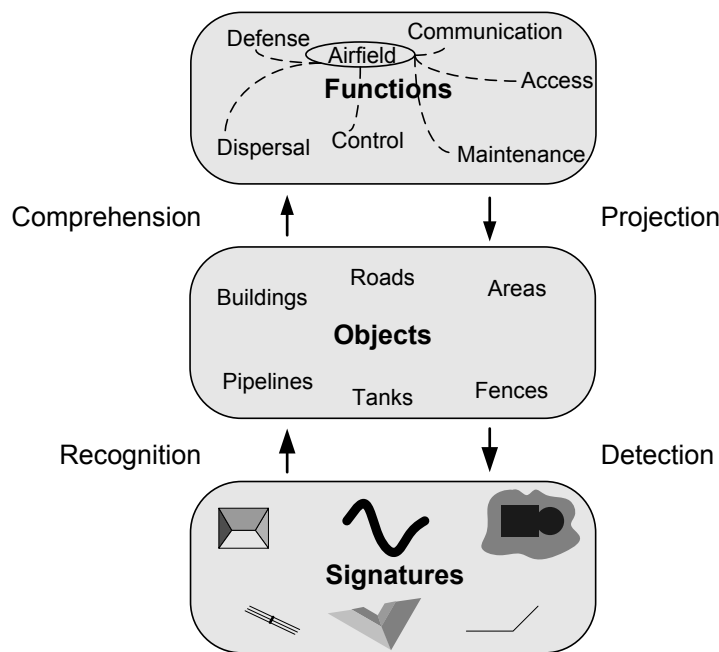 Defense
Communication
Airfield
Functions
Access
Dispersal
Control
Maintenance
Comprehension
Projection
Buildings
Roads
Areas
Objects
Pipelines
Tanks
Fences
Recognition
Detection
Signatures